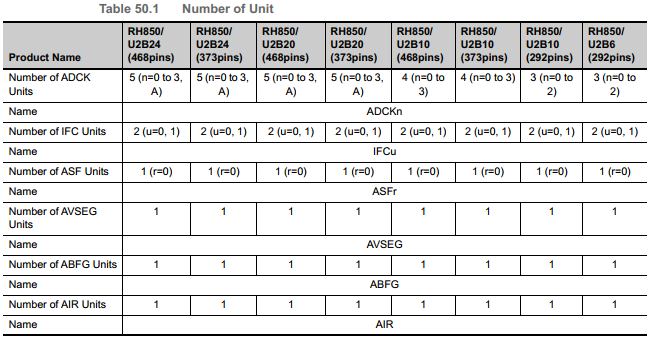 Table 50.1 Number of Unit
Product Name RH850/U2B24 (468pins) RH850/U2B24 (373pins) RH850/U2B20 (468pins) RH850/U2B20 (373pins) RH850/U2B10 (468pins) RH850/U2B10 (373pins) RH850/U2B10 (292pins) RH850/U2B6 (292pins)
Number of ADCK Units 5 (n=0 to 3, A) 5 (n=0 to 3, A) 5 (n=0 to 3, A) 5 (n=0 to 3, A) 4 (n=0 to 3) 4 (n=0 to 3) 3 (n=0 to 2) 3 (n=0 to 2)
Name ADCKn
Number of IFC Units 2 (u=0, 1) 2 (u=0, 1) 2 (u=0, 1) 2 (u=0, 1) 2 (u=0, 1) 2 (u=0, 1) 2 (u=0, 1) 2 (u=0, 1)
Name IFCu
Number of ASF Units 1 (r=0) 1 (r=0) 1 (r=0) 1 (r=0) 1 (r=0) 1 (r=0) 1 (r=0) 1 (r=0)
Name ASFr
Number of AVSEG Units 1 1 1 1 1 1 1 1
Name AVSEG
Number of ABFG Units 1 1 1 1 1 1 1 1
Name ABFG
Number of AIR Units 1 1 1 1 1 1 1 1
Name AIR